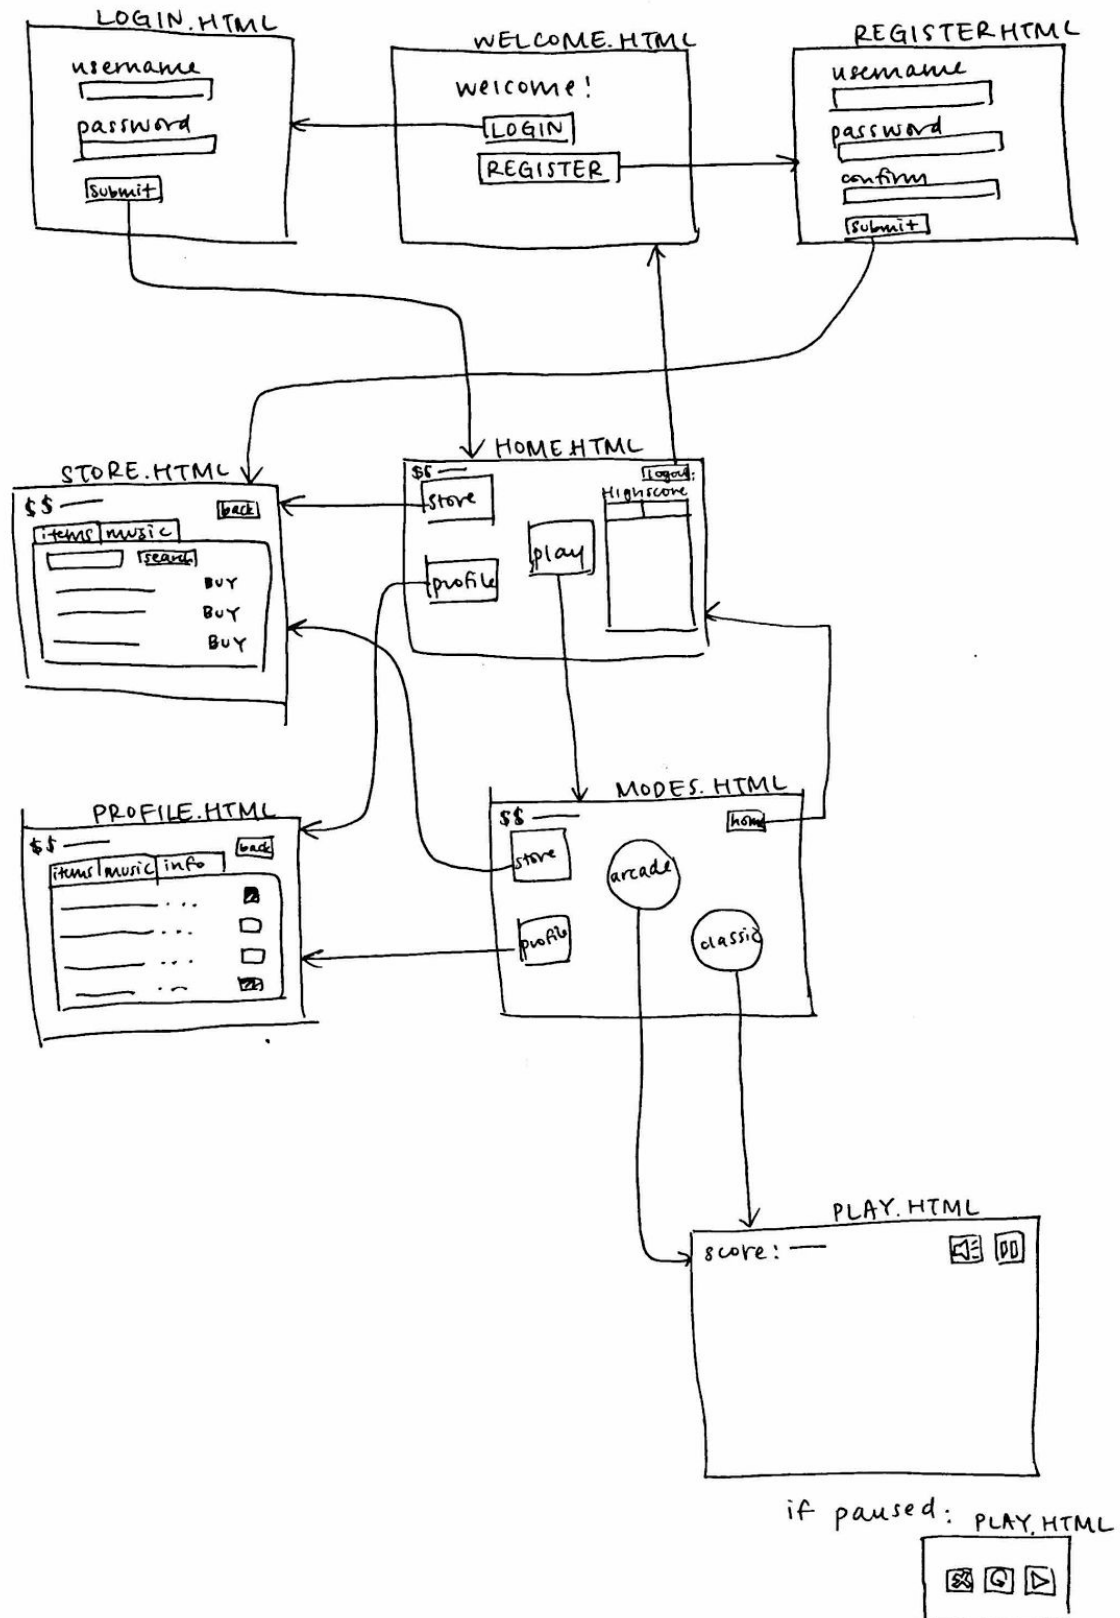 LOGIN.HTML
username
password
submit
WELCOME.HTML
welcome!
LOGIN
REGISTER
REGISTER.HTML
username
password
confirm
submit
STORE.HTML
$$
back
items music
search
BUY
BUY
BUY
HOME.HTML
$$
logout
store
Highscore
play
profile
PROFILE.HTML
$$
back
items music info
MODES.HTML
$$
home
store
arcade
profile
classic
PLAY.HTML
score:
if paused: PLAY.HTML